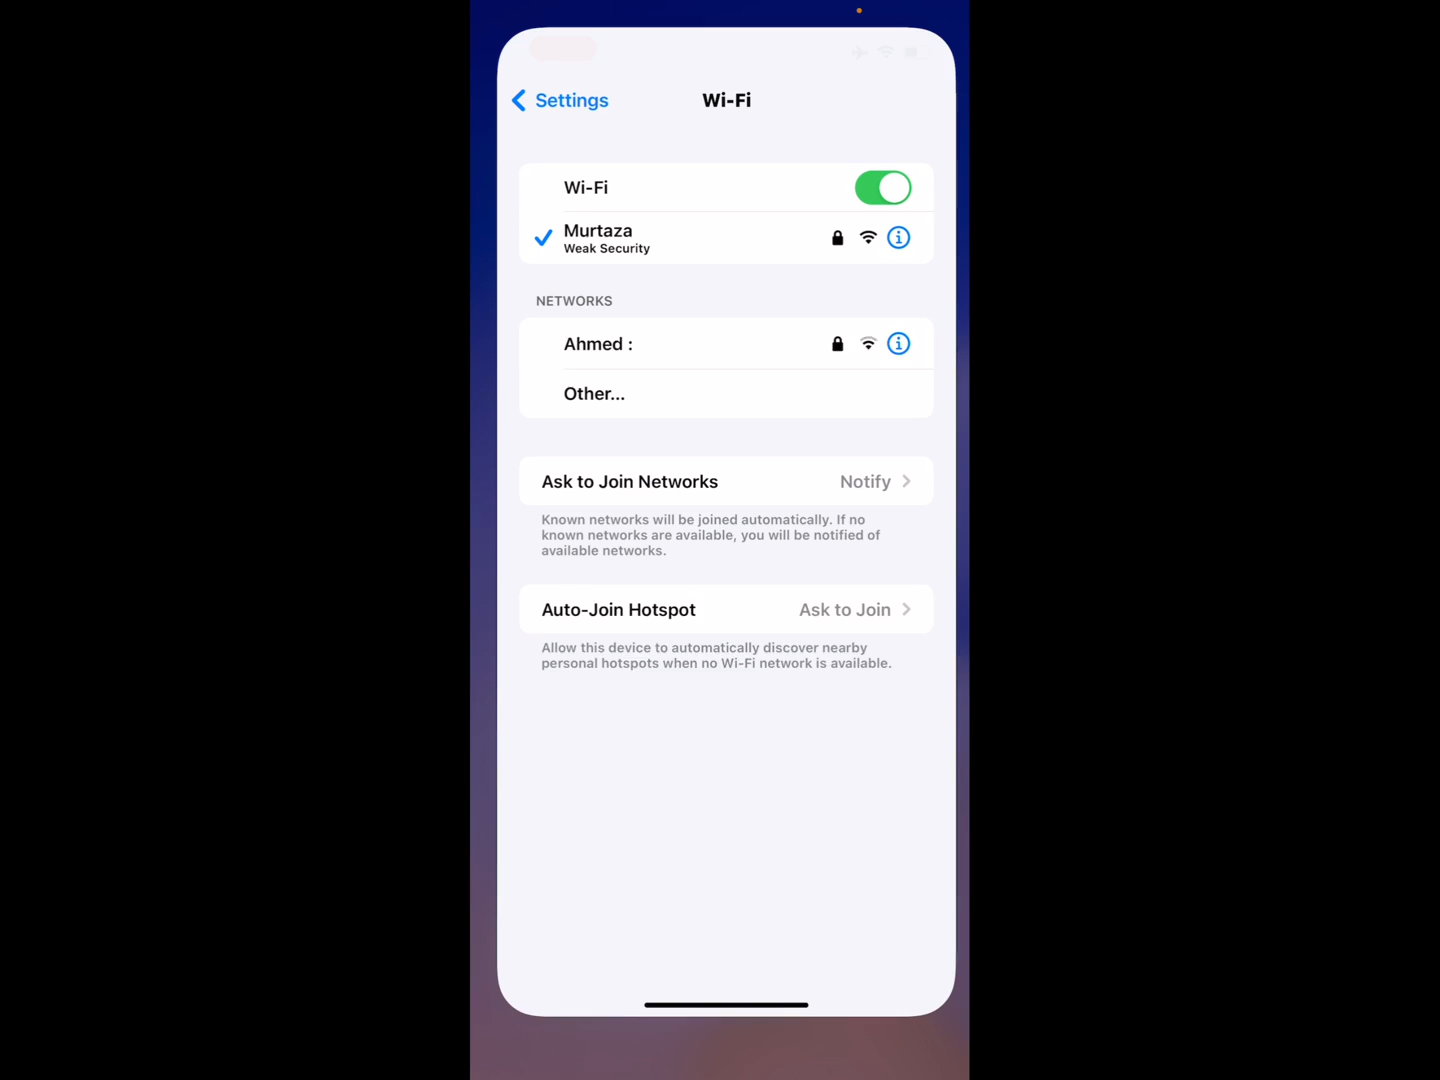 Settings
Wi-Fi
Wi-Fi
Murtaza
Weak Security
NETWORKS
Ahmed :
Other...
Ask to Join Networks
Notify
Known networks will be joined automatically. If no
known networks are available, you will be notified of
available networks.
Auto-Join Hotspot
Ask to Join
Allow this device to automatically discover nearby
personal hotspots when no Wi-Fi network is available.